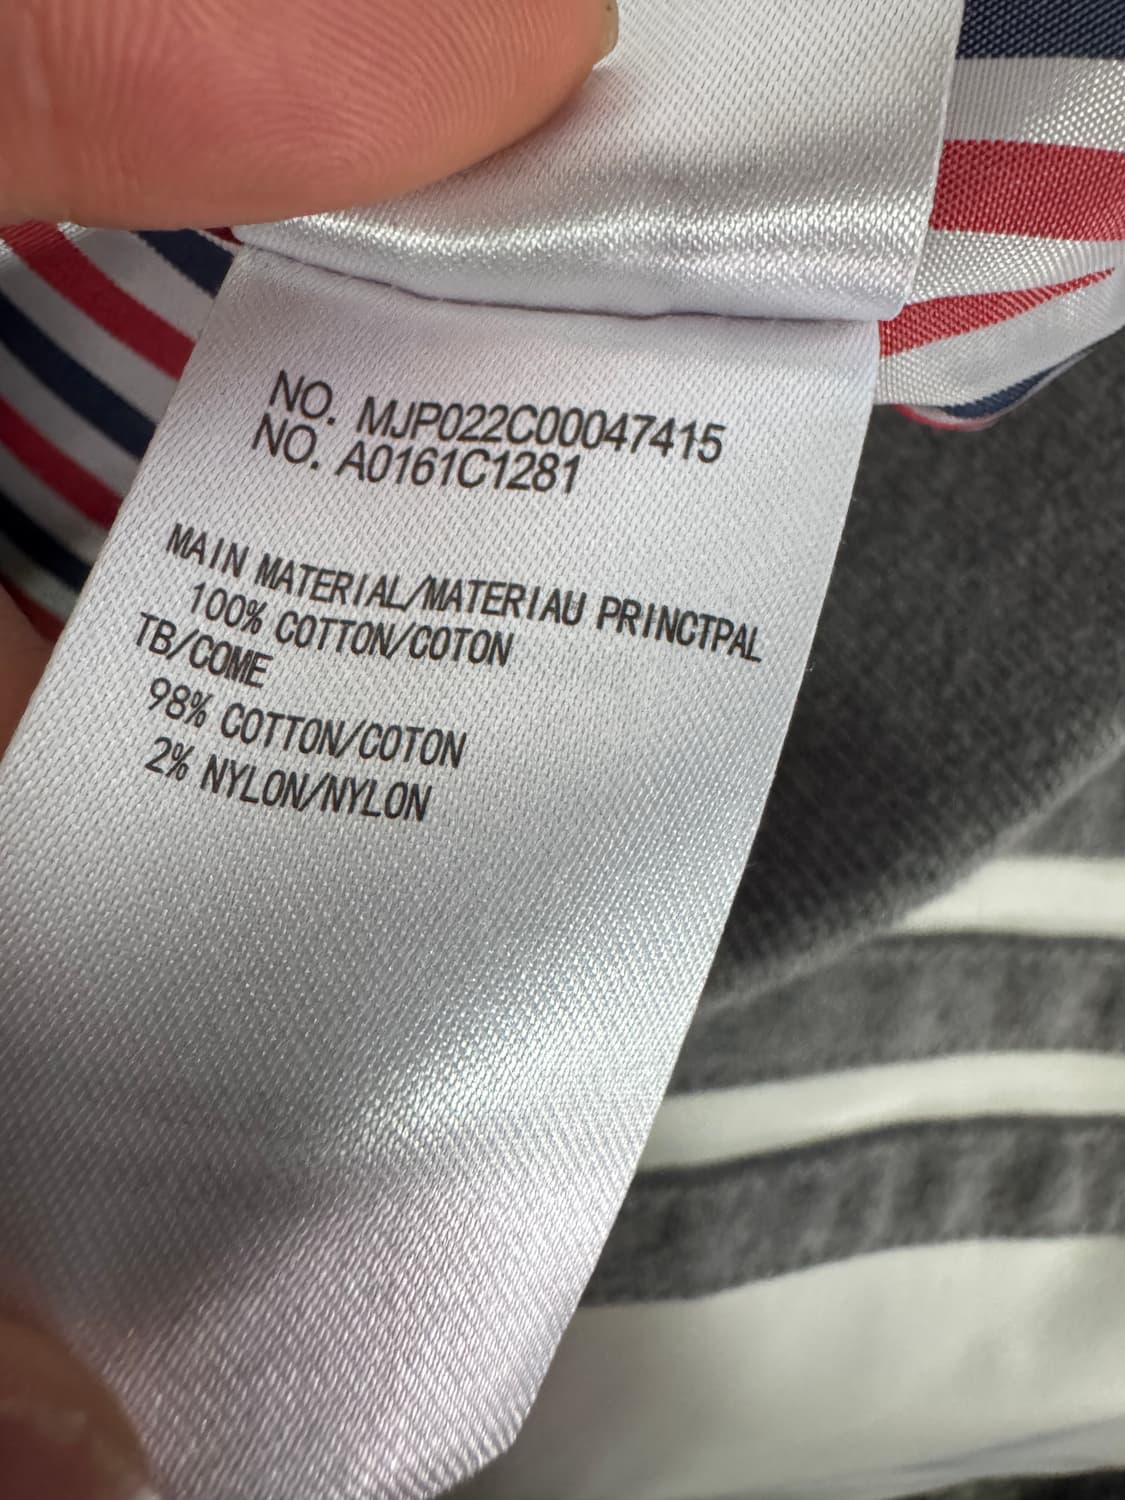 NO. MJP022C00047415
NO. A0161C1281
MAIN MATERIAL/MATERIAU PRINCTPAL
100% COTTON/COTON
TB/COME
98% COTTON/COTON
2% NYLON/NYLON